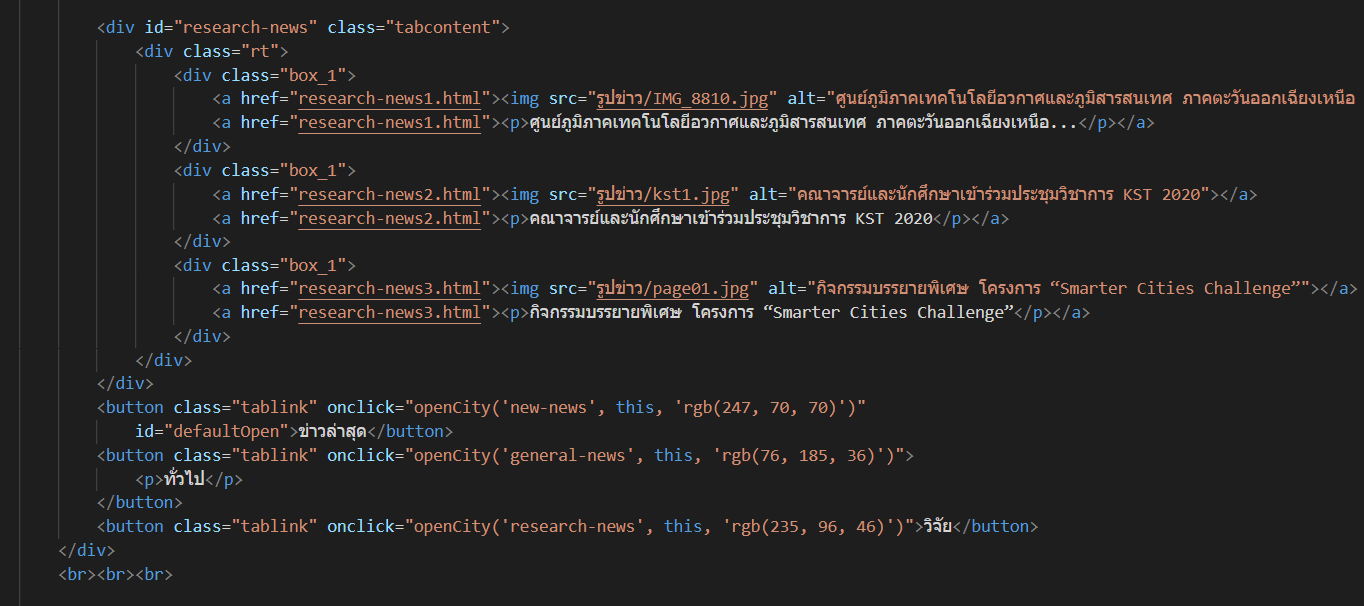 <div id="research-news" class="tabcontent">
<div class="rt">
<div class="box_1">
<a href="research-news1.html"><img src="รูปข่าว/IMG_8810.jpg" alt="ศูนย์ภูมิภาคเทคโนโลยีอวกาศและภูมิสารสนเทศ ภาคตะวันออกเฉียงเหนือ
<a href="research-news1.html"><p>ศูนย์ภูมิภาคเทคโนโลยีอวกาศและภูมิสารสนเทศ ภาคตะวันออกเฉียงเหนือ...</p></a>
</div>
<div class="box_1">
<a href="research-news2.html"><img src="รูปข่าว/kst1.jpg" alt="คณาจารย์และนักศึกษาเข้าร่วมประชุมวิชาการ KST 2020"></a>
<a href="research-news2.html"><p>คณาจารย์และนักศึกษาเข้าร่วมประชุมวิชาการ KST 2020</p></a>
</div>
<div class="box_1">
<a href="research-news3.html"><img src="รูปข่าว/page01.jpg" alt="กิจกรรมบรรยายพิเศษ โครงการ “Smarter Cities Challenge”"></a>
<a href="research-news3.html"><p>กิจกรรมบรรยายพิเศษ โครงการ “Smarter Cities Challenge”</p></a>
</div>
</div>
</div>
<button class="tablink" onclick="openCity('new-news', this, 'rgb(247, 70, 70)')"
id="defaultOpen">ข่าวล่าสุด</button>
<button class="tablink" onclick="openCity('general-news', this, 'rgb(76, 185, 36)')">
<p>ทั่วไป</p>
</button>
<button class="tablink" onclick="openCity('research-news', this, 'rgb(235, 96, 46)')">วิจัย</button>
</div>
<br><br><br>